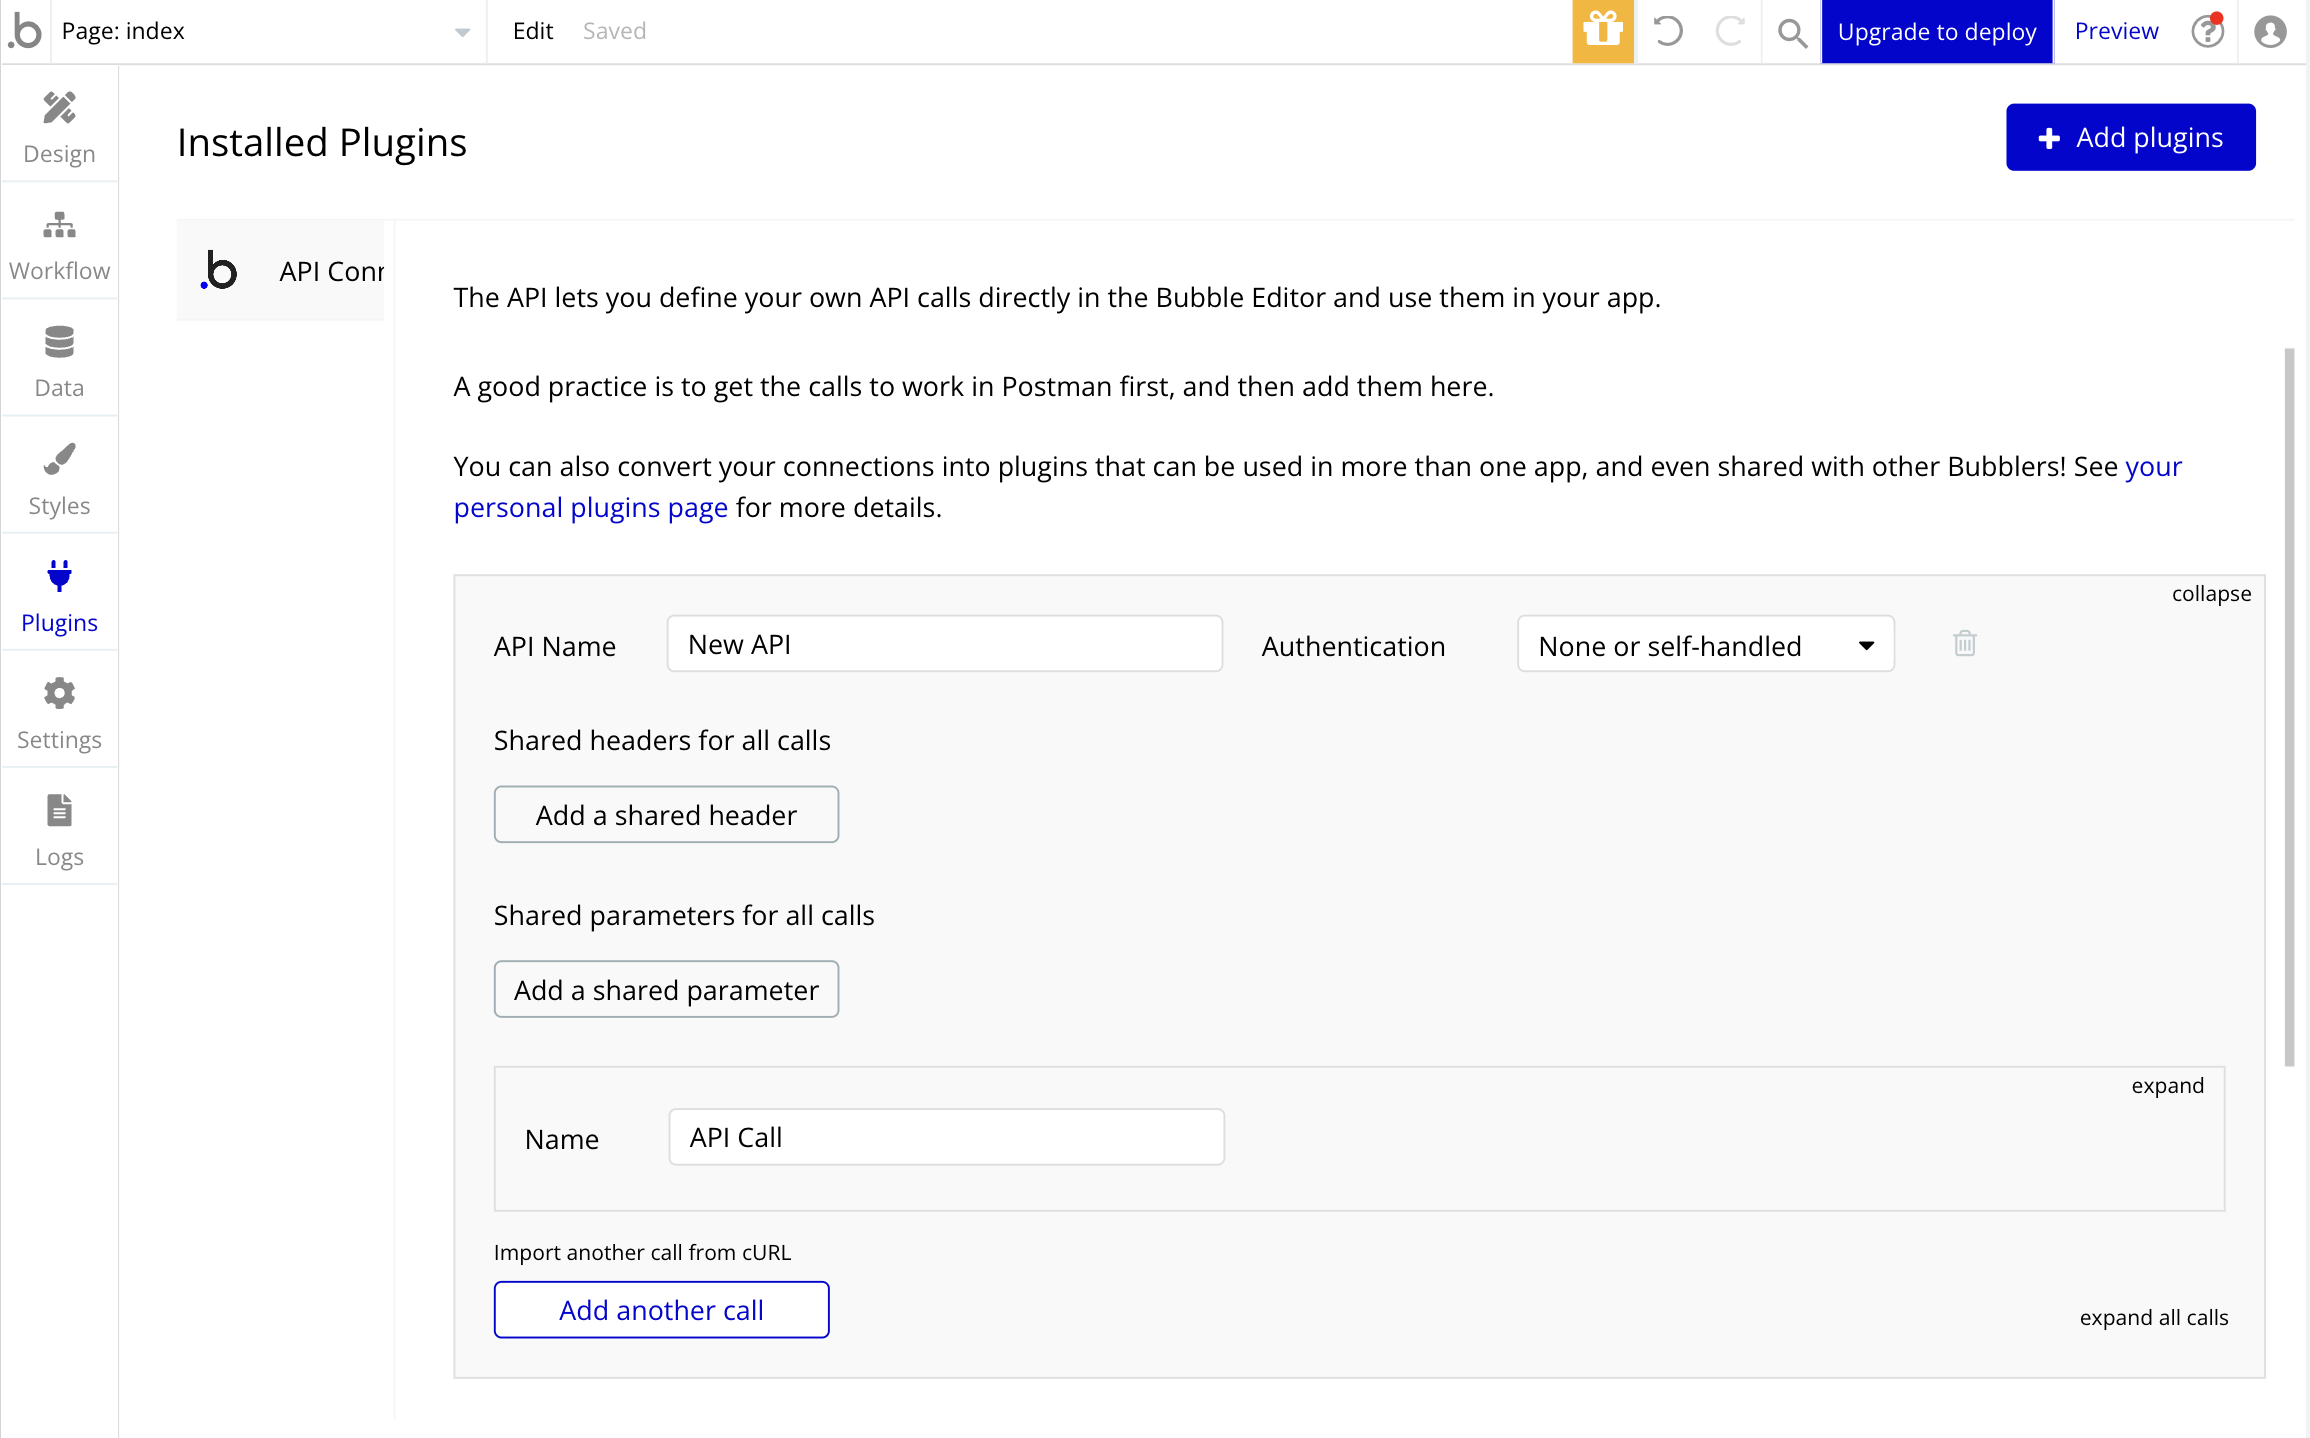 .b Page: index Edit Saved Upgrade to deploy Preview
Design
Workflow
Data
Styles
Plugins
Settings
Logs
Installed Plugins
Add plugins
.b API Conn
The API lets you define your own API calls directly in the Bubble Editor and use them in your app.
A good practice is to get the calls to work in Postman first, and then add them here.
You can also convert your connections into plugins that can be used in more than one app, and even shared with other Bubblers! See your
personal plugins page for more details.
collapse
API Name New API Authentication None or self-handled
Shared headers for all calls
Add a shared header
Shared parameters for all calls
Add a shared parameter
expand
Name API Call
Import another call from cURL
Add another call
expand all calls